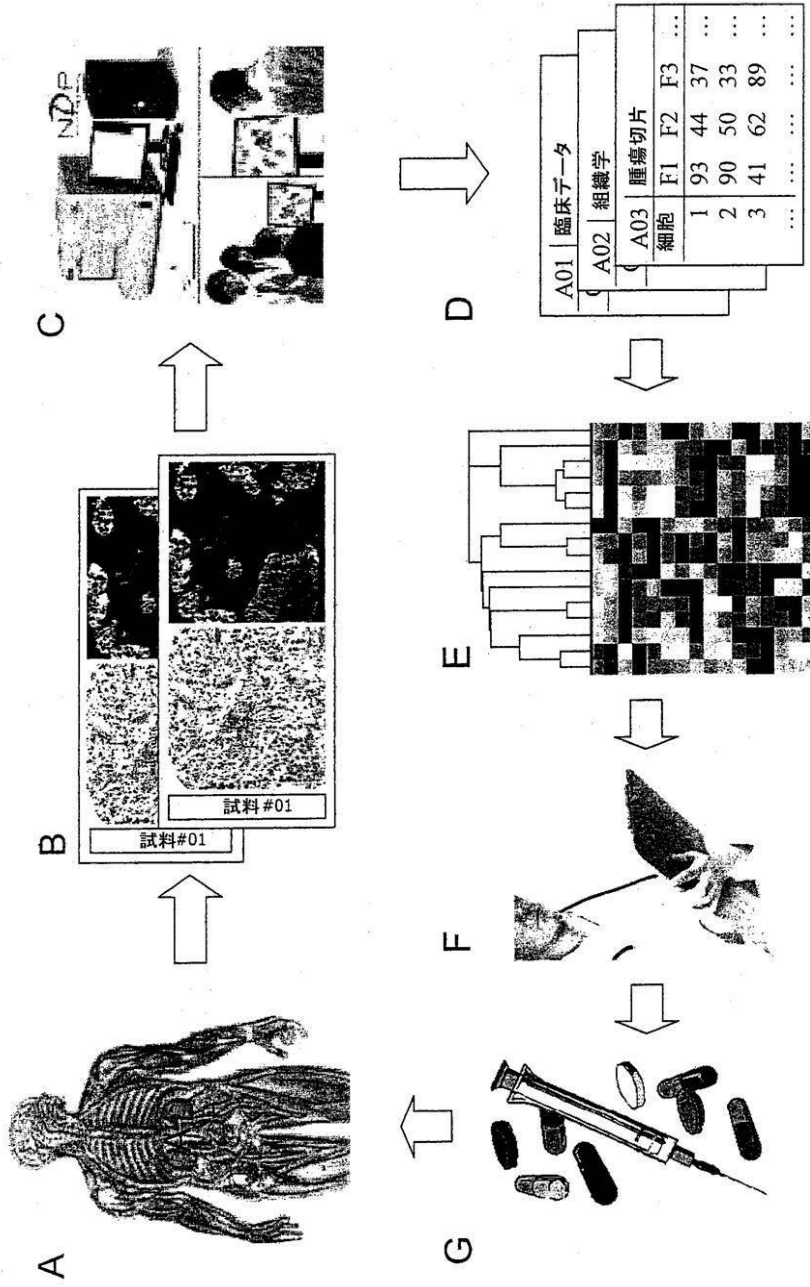 A
B
試料#01
試料#01
C
NDP
D
A01 臨床データ
A02 組織学
A03 腫瘍切片
細胞 F1 F2 F3 ...
1 93 44 37 ...
2 90 50 33 ...
3 41 62 89 ...
... ... ... ... ...
E
F
G